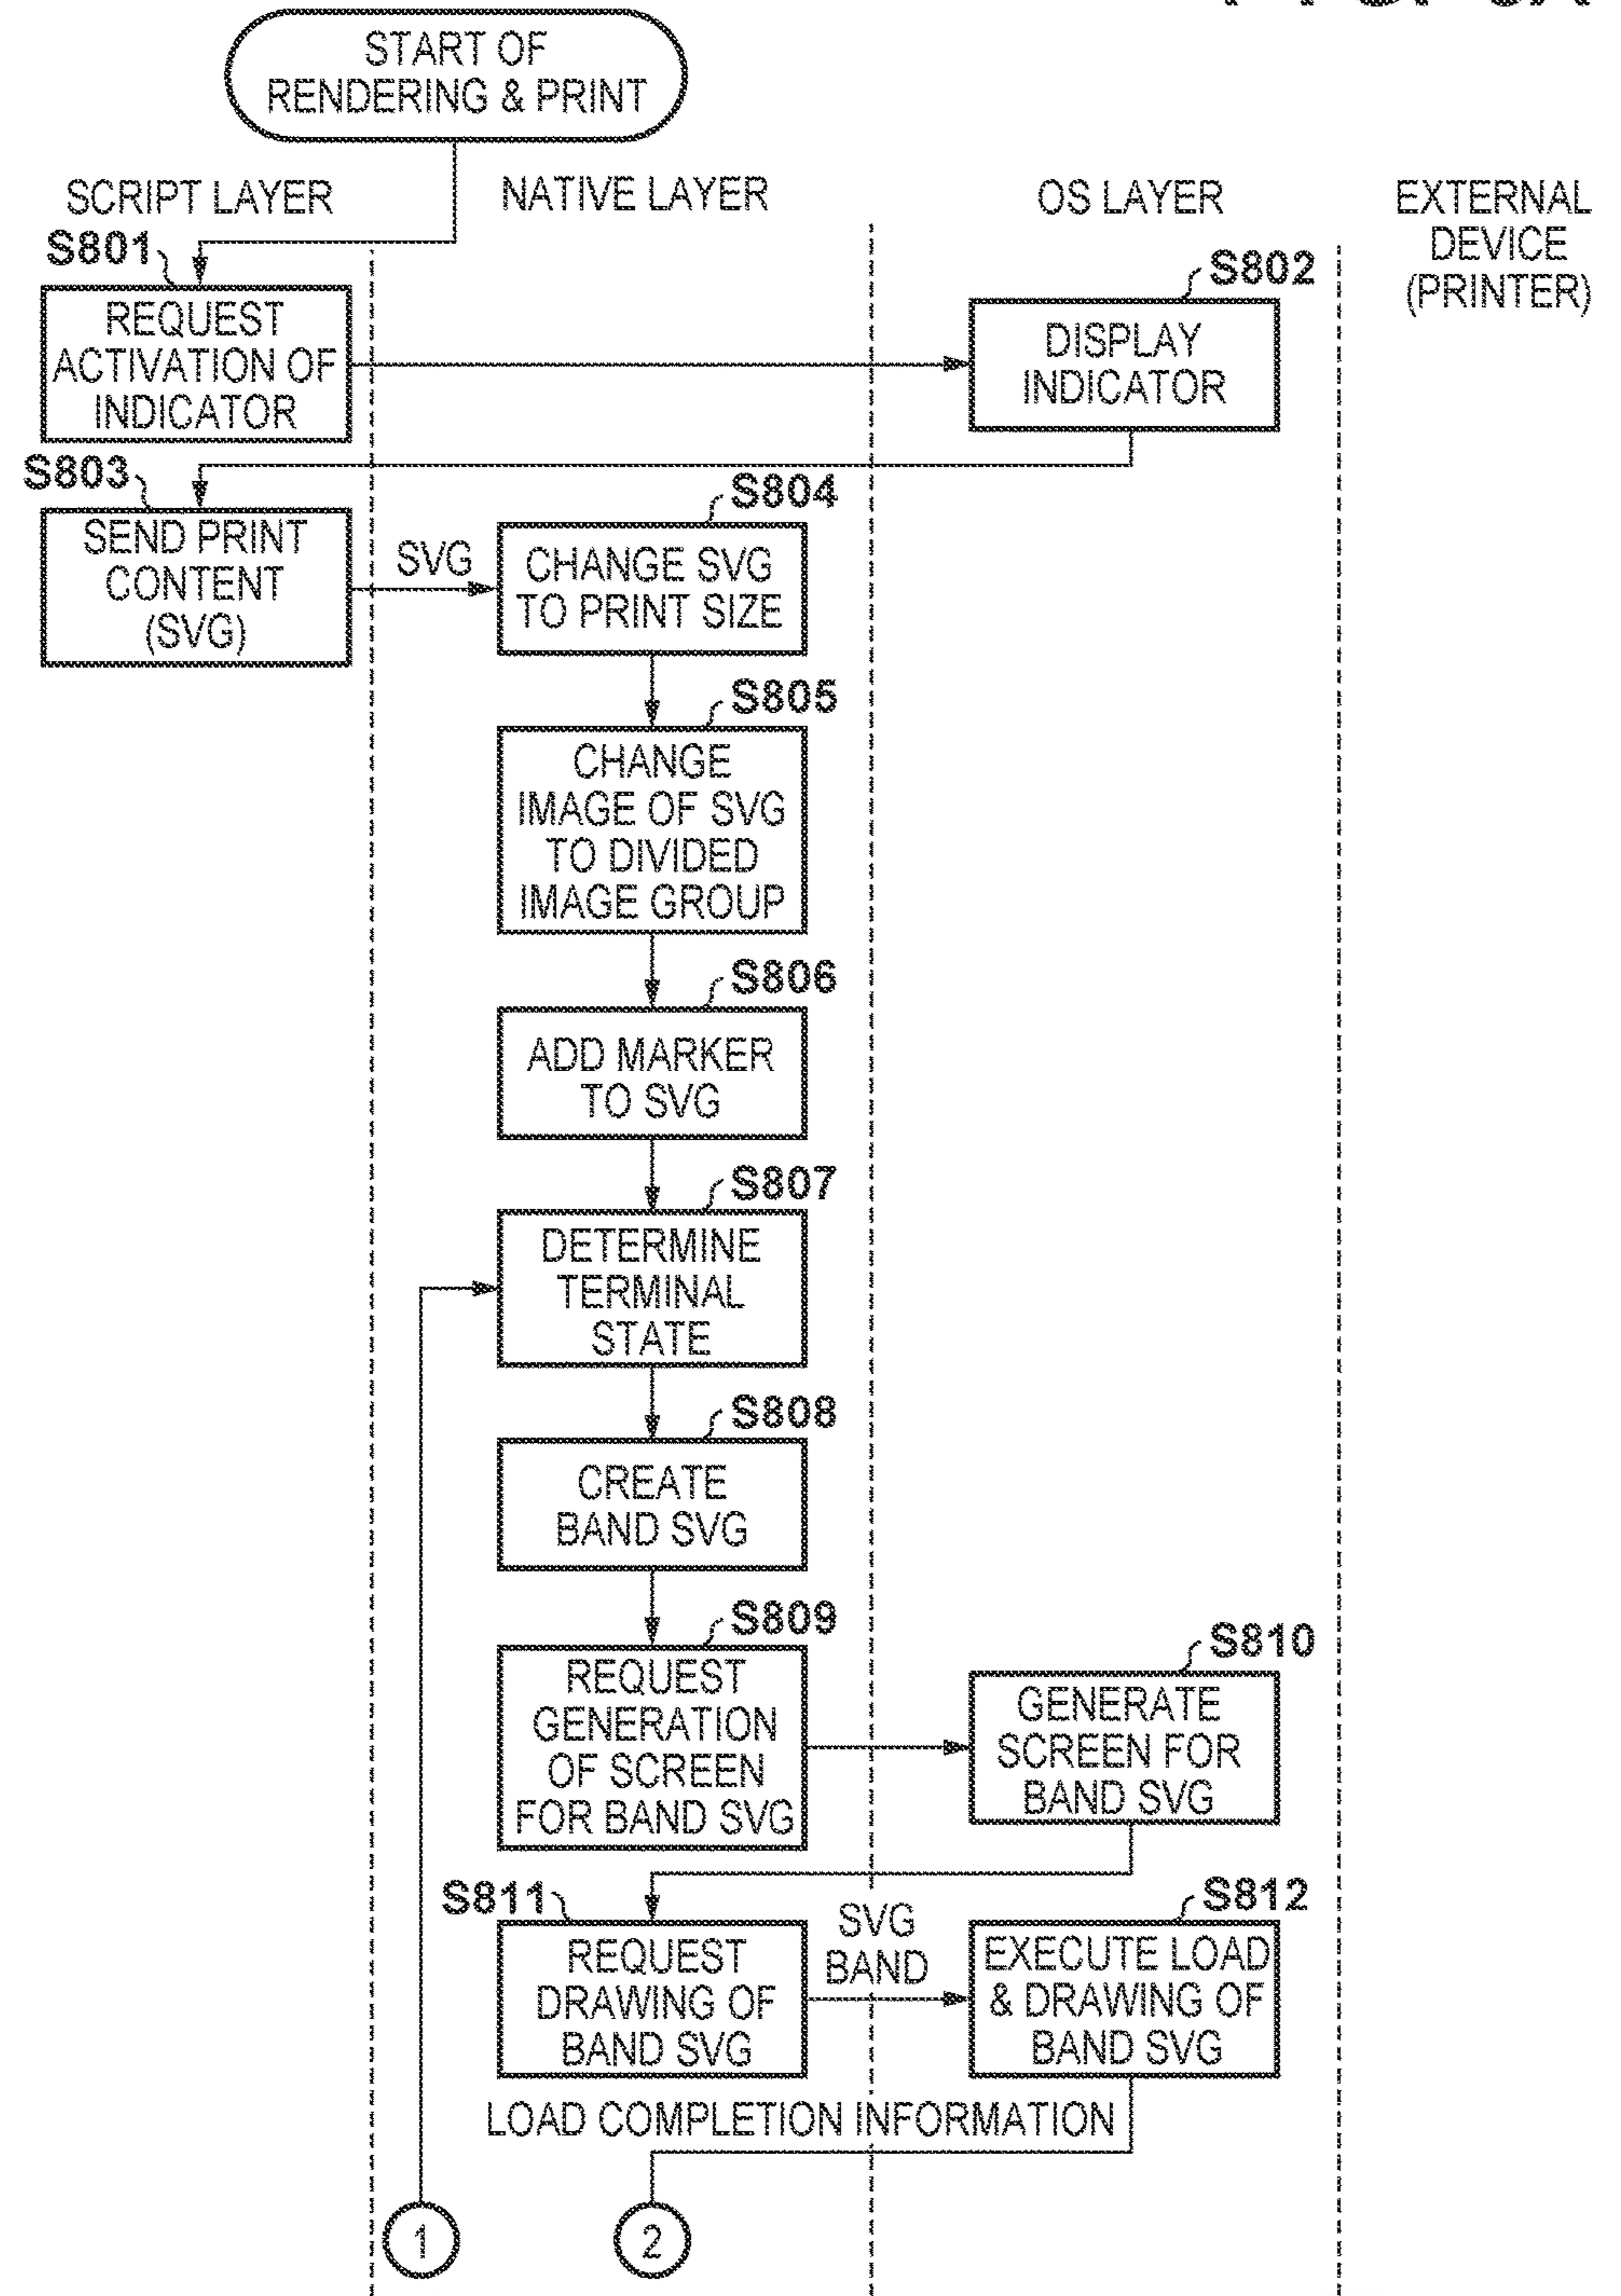 START OF
RENDERING & PRINT
SCRIPT LAYER
NATIVE LAYER
OS LAYER
EXTERNAL
DEVICE
(PRINTER)
S801
REQUEST
ACTIVATION OF
INDICATOR
S802
DISPLAY
INDICATOR
S803
SEND PRINT
CONTENT
(SVG)
SVG
S804
CHANGE SVG
TO PRINT SIZE
S805
CHANGE
IMAGE OF SVG
TO DIVIDED
IMAGE GROUP
S806
ADD MARKER
TO SVG
S807
DETERMINE
TERMINAL
STATE
S808
CREATE
BAND SVG
S809
REQUEST
GENERATION
OF SCREEN
FOR BAND SVG
S810
GENERATE
SCREEN FOR
BAND SVG
S811
REQUEST
DRAWING OF
BAND SVG
SVG
BAND
S812
EXECUTE LOAD
& DRAWING OF
BAND SVG
LOAD COMPLETION INFORMATION
1
2